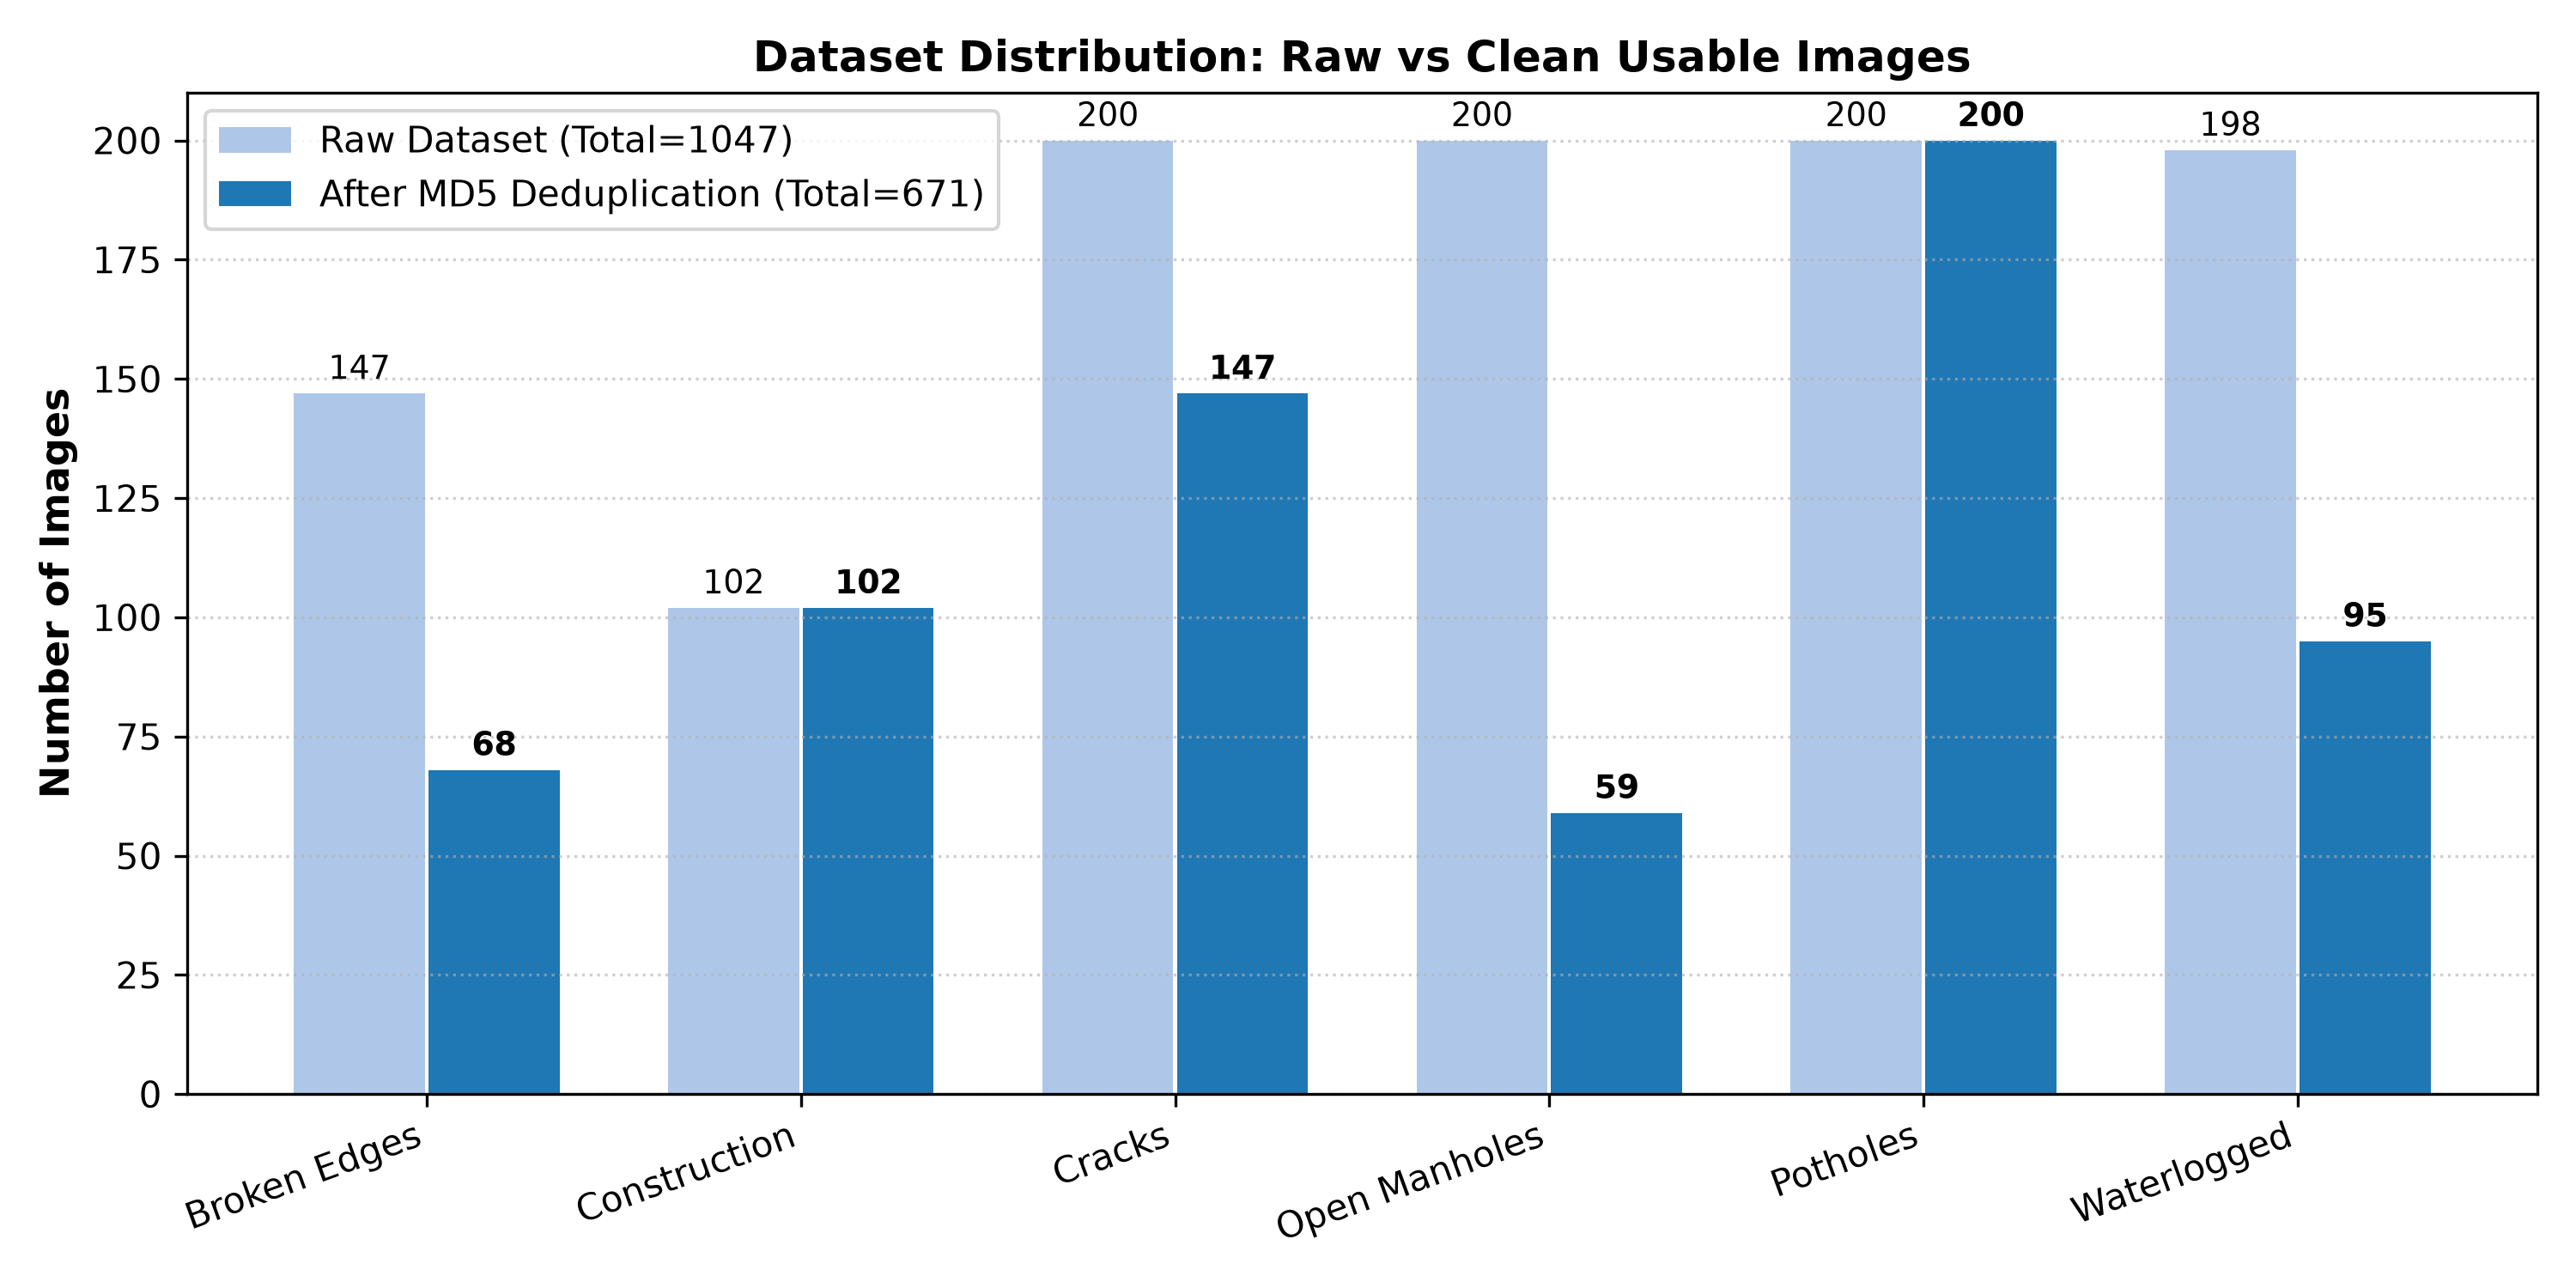 Dataset Distribution: Raw vs Clean Usable Images
Raw Dataset (Total=1047)
After MD5 Deduplication (Total=671)
Number of Images
200
175
150
125
100
75
50
25
0
147
68
102
102
200
147
200
59
200
200
198
95
Broken Edges
Construction
Cracks
Open Manholes
Potholes
Waterlogged